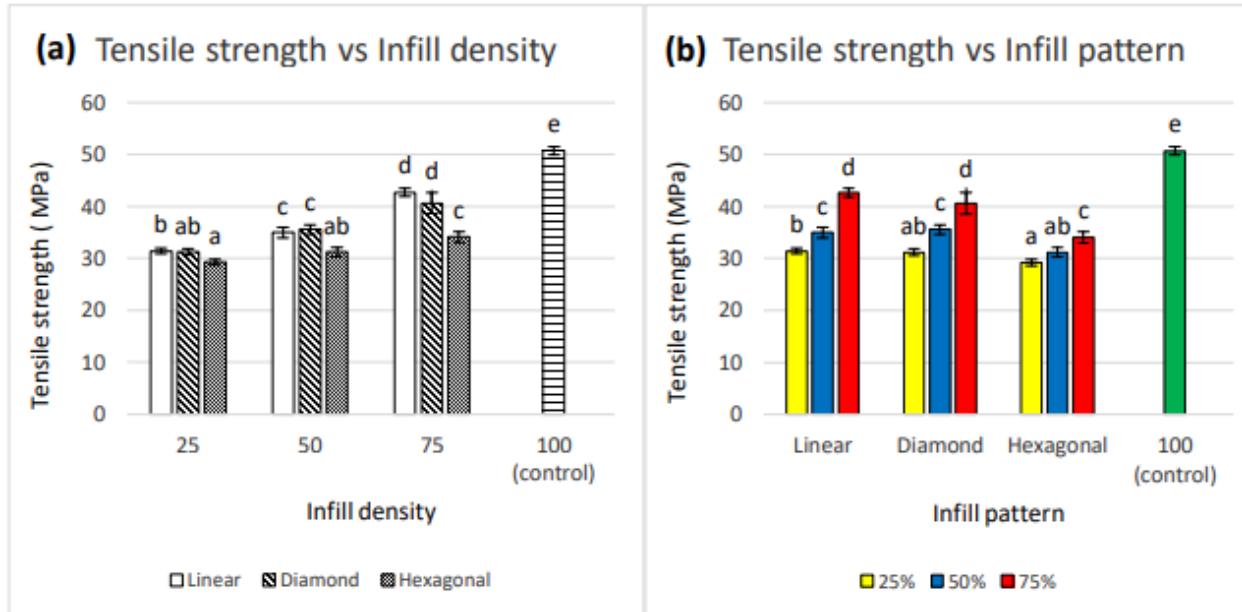 (a) Tensile strength vs Infill density
Tensile strength ( MPa)
60
50
40
30
20
10
0
b ab a
c c ab
d d c
e
25 50 75 100
(control)
Infill density
Linear Diamond Hexagonal
(b) Tensile strength vs Infill pattern
Tensile strength (MPa)
60
50
40
30
20
10
0
b c d
ab c d
a ab c
e
Linear Diamond Hexagonal 100
(control)
Infill pattern
25% 50% 75%